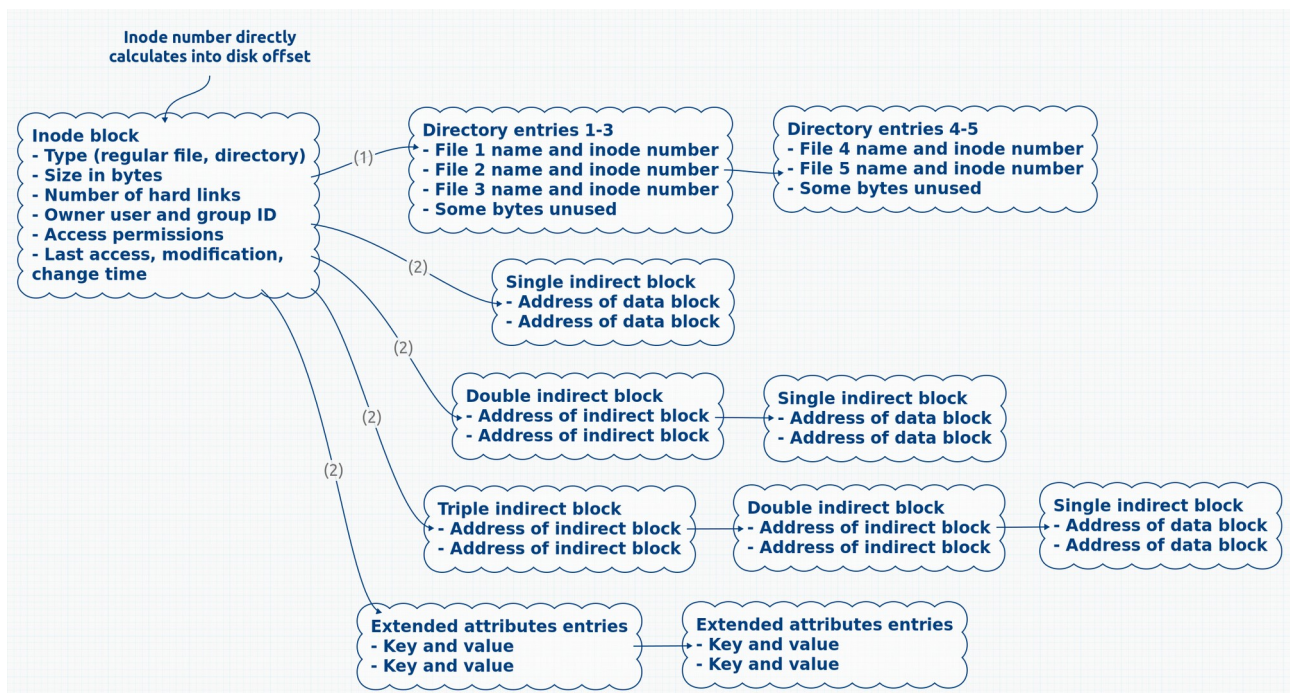 Inode number directly
calculates into disk offset
Inode block
- Type (regular file, directory)
- Size in bytes
- Number of hard links
- Owner user and group ID
- Access permissions
- Last access, modification,
change time
(1)
Directory entries 1-3
- File 1 name and inode number
- File 2 name and inode number
- File 3 name and inode number
- Some bytes unused
Directory entries 4-5
- File 4 name and inode number
- File 5 name and inode number
- Some bytes unused
(2)
Single indirect block
- Address of data block
- Address of data block
(2)
Double indirect block
- Address of indirect block
- Address of indirect block
Single indirect block
- Address of data block
- Address of data block
(2)
Triple indirect block
- Address of indirect block
- Address of indirect block
Double indirect block
- Address of indirect block
- Address of indirect block
Single indirect block
- Address of data block
- Address of data block
(2)
Extended attributes entries
- Key and value
- Key and value
Extended attributes entries
- Key and value
- Key and value